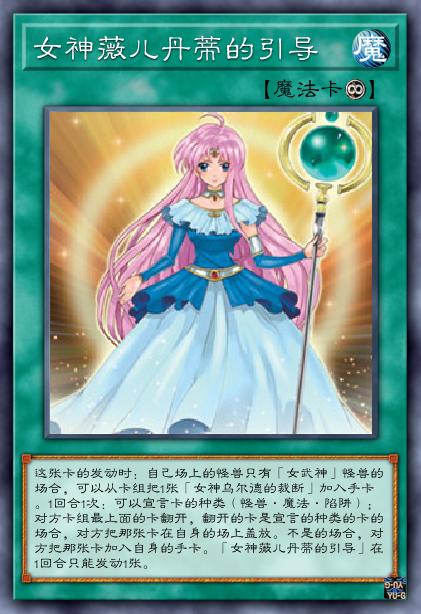 女神薇儿丹蒂的引导
魔
【魔法卡】
这张卡的发动时：自己场上的怪兽只有「女武神」怪兽的
场合，可以从卡组把1张「女神乌尔德的裁断」加入手卡
。1回合1次：可以宣言卡的种类（怪兽·魔法·陷阱）；
对方卡组最上面的卡翻开，翻开的卡是宣言的种类的卡的
场合，对方把那张卡在自身的场上盖放。不是的场合，对
方把那张卡加入自身的手卡。「女神薇儿丹蒂的引导」在
1回合只能发动1张。